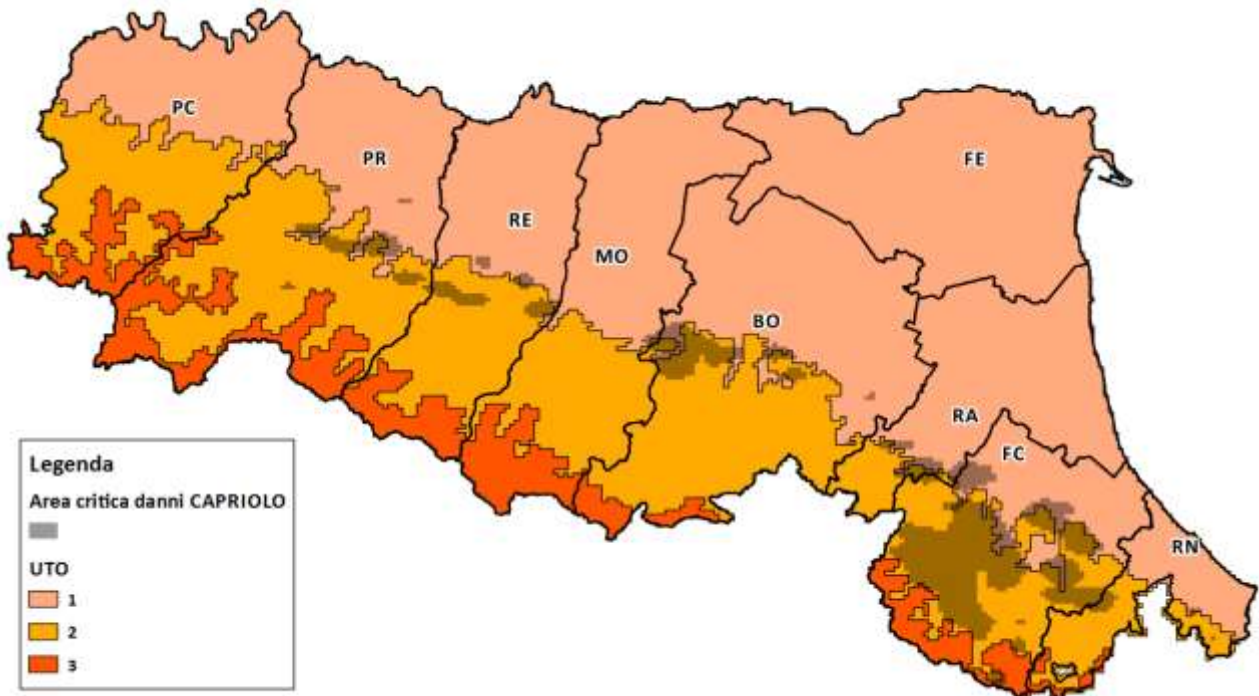 PC
PR
FE
RE
MO
BO
RA
FC
RN
Legenda
Area critica danni CAPRIOLO
UTO
1
2
3